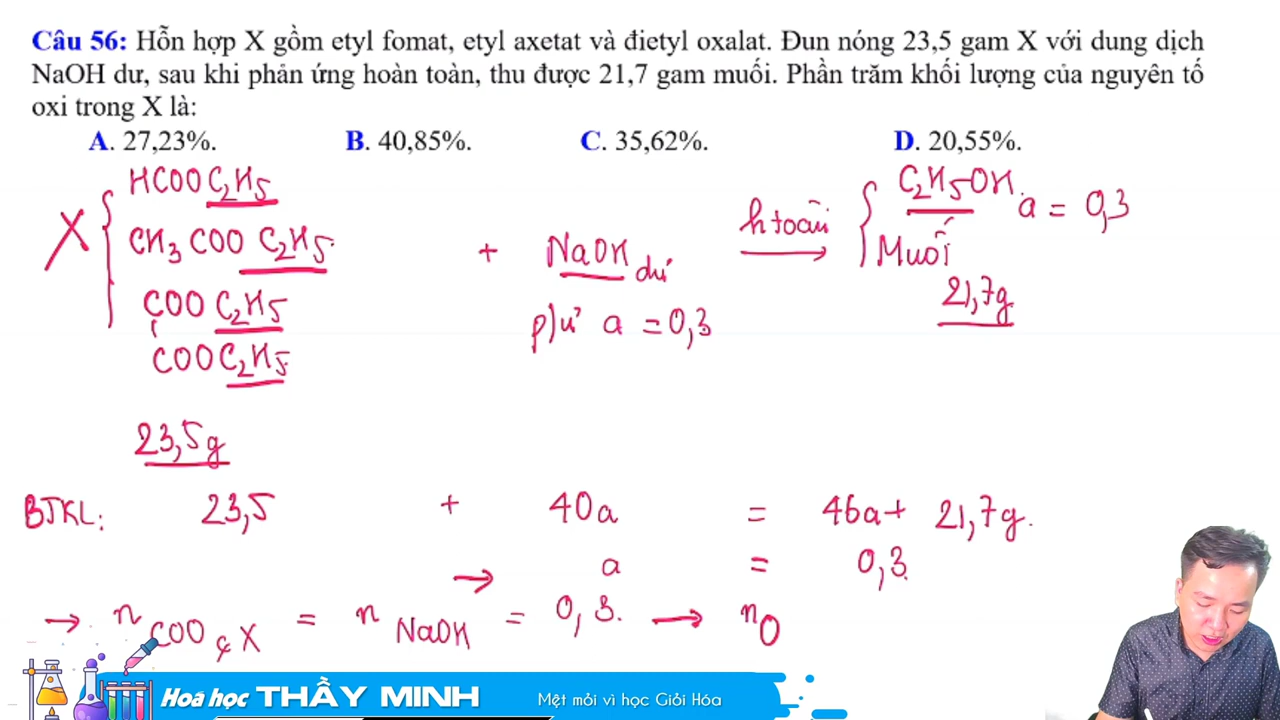 Câu 56: Hỗn hợp X gồm etyl fomat, etyl axetat và đietyl oxalat. Đun nóng 23,5 gam X với dung dịch
NaOH dư, sau khi phản ứng hoàn toàn, thu được 21,7 gam muối. Phần trăm khối lượng của nguyên tố
oxi trong X là:
A. 27,23%. B. 40,85%. C. 35,62%. D. 20,55%.
X { HCOOC2H5
CH3COOC2H5
COOC2H5
COOC2H5
+ NaOH dư
p/ứ a = 0,3
h toàn
{ C2H5OH a = 0,3
Muối
21,7g
23,5g
BTKL: 23,5 + 40a = 46a + 21,7g.
→ a = 0,3.
→ nCOO ¢ X = nNaOH = 0,3. → nO
Hoá học THẦY MINH
Mệt mỏi vì học Giỏi Hóa